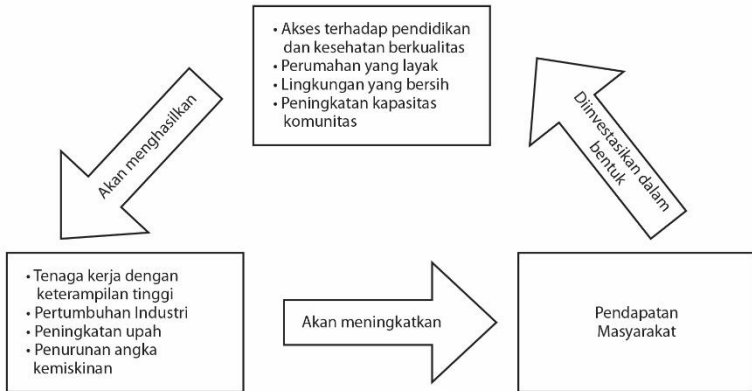 • Akses terhadap pendidikan
dan kesehatan berkualitas
• Perumahan yang layak
• Lingkungan yang bersih
• Peningkatan kapasitas
komunitas
Akan menghasilkan
Diinvestasikan dalam
bentuk
• Tenaga kerja dengan
keterampilan tinggi
• Pertumbuhan Industri
• Peningkatan upah
• Penurunan angka
kemiskinan
Akan meningkatkan
Pendapatan
Masyarakat